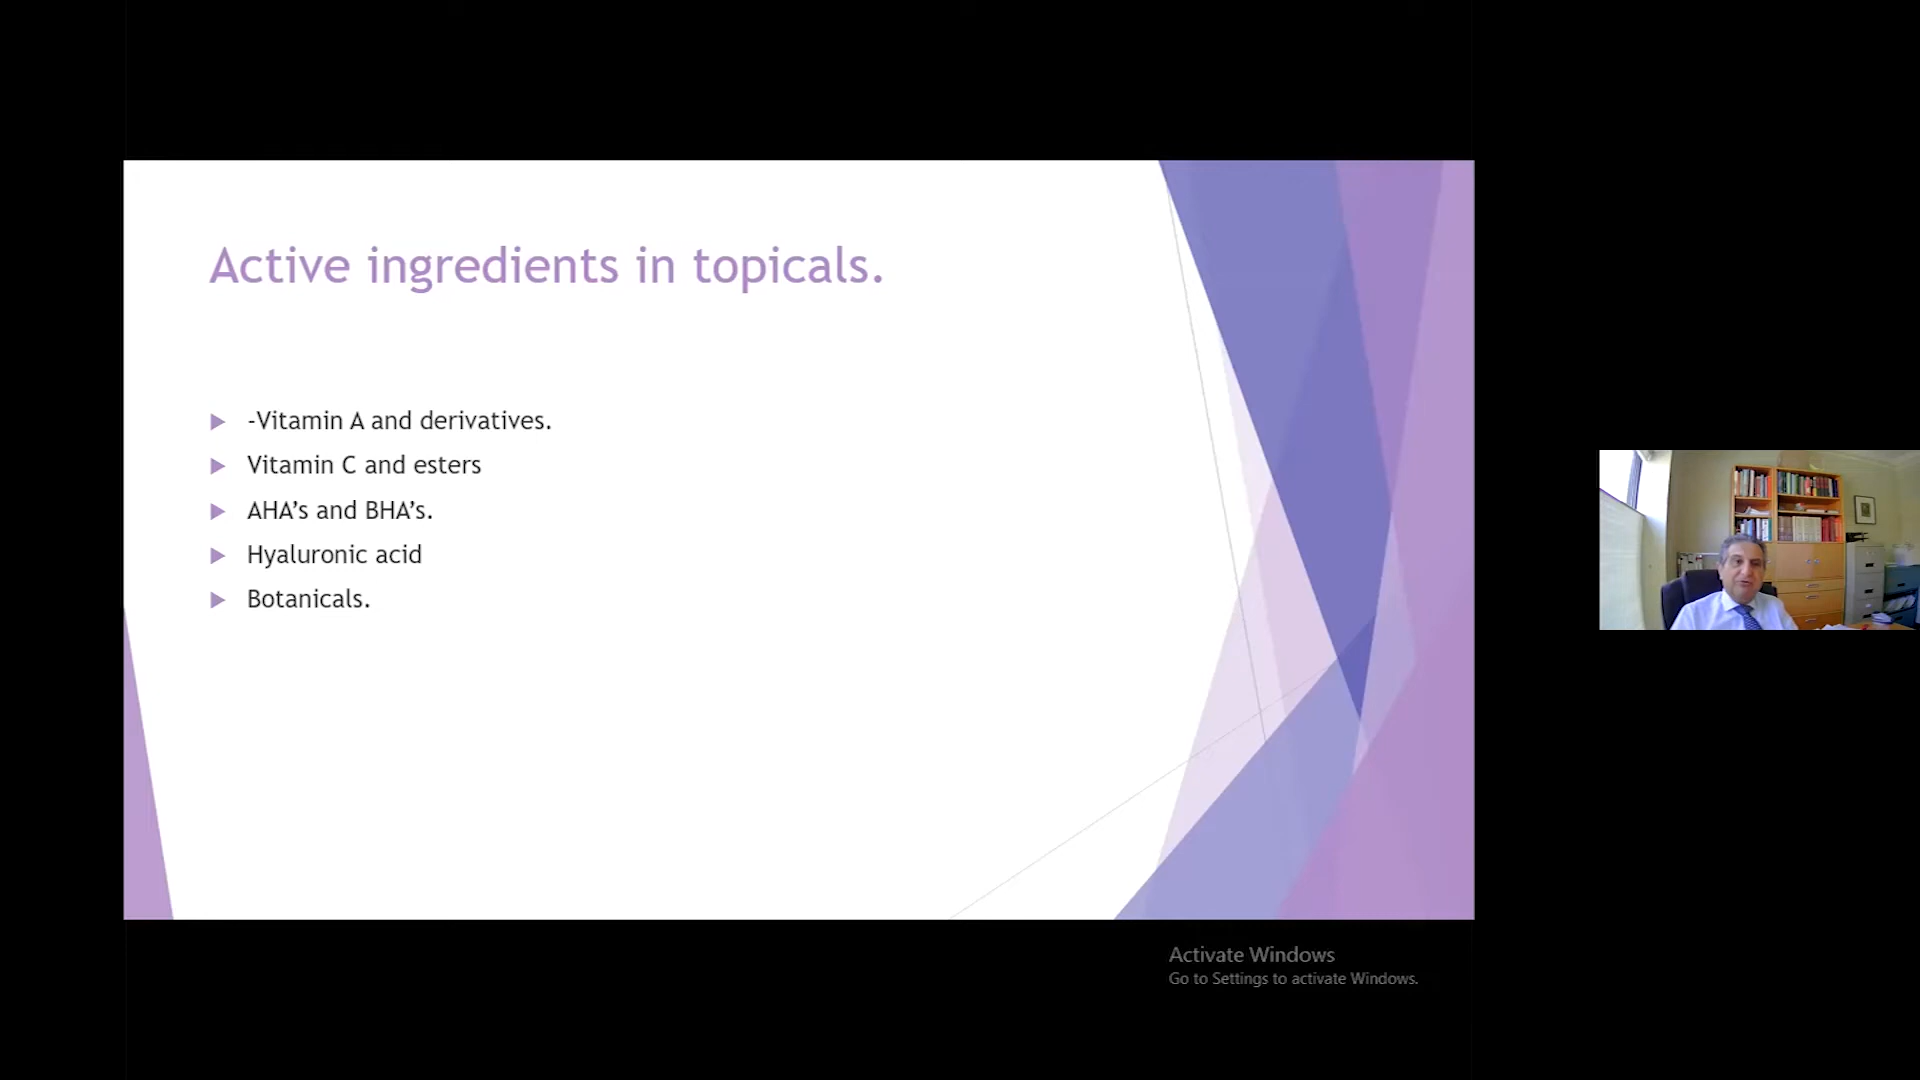 Active ingredients in topicals.
-Vitamin A and derivatives.
Vitamin C and esters
AHA’s and BHA’s.
Hyaluronic acid
Botanicals.
Activate Windows
Go to Settings to activate Windows.